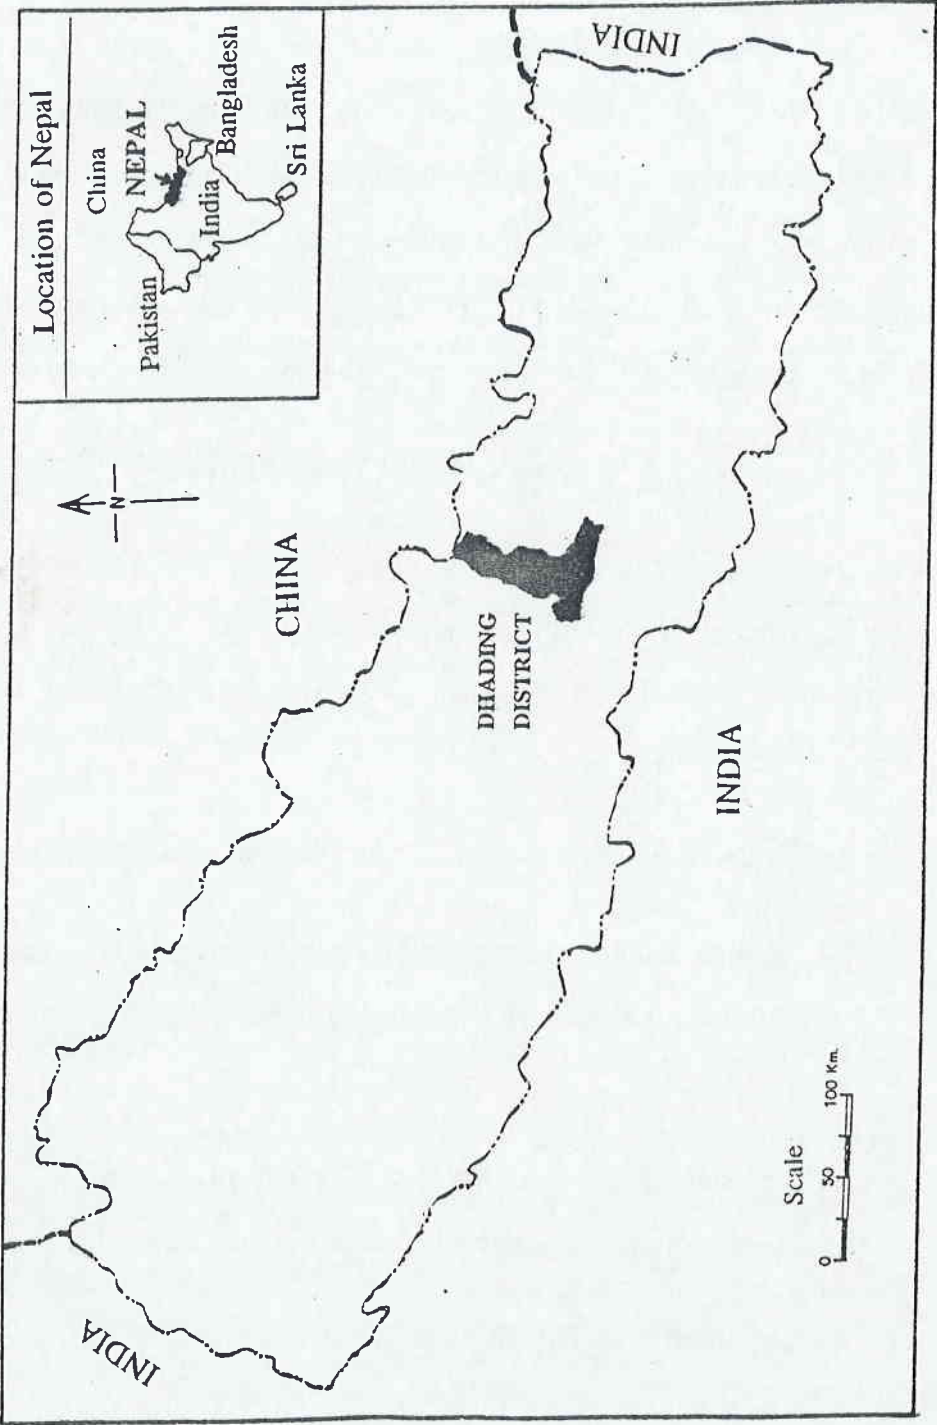 Location of Nepal
China
NEPAL
Pakistan
India
Bangladesh
Sri Lanka
N
CHINA
INDIA
INDIA
DHADING
DISTRICT
INDIA
Scale
0 50 100 Km.